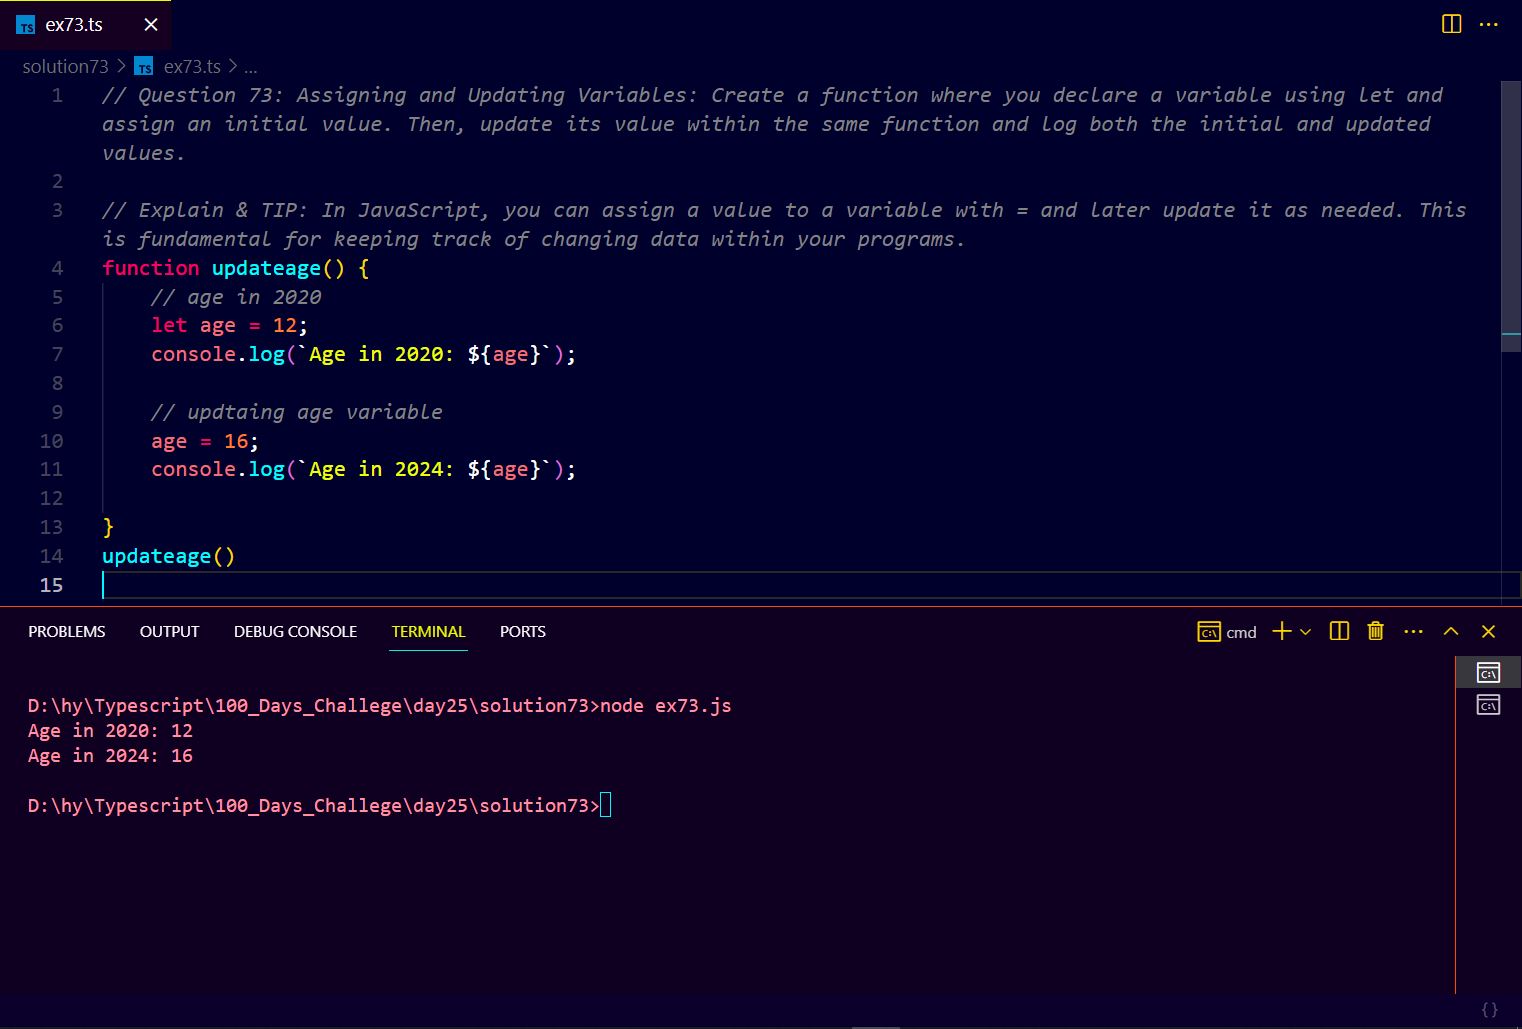 TS ex73.ts
solution73 > TS ex73.ts > ...
1 // Question 73: Assigning and Updating Variables: Create a function where you declare a variable using let and
assign an initial value. Then, update its value within the same function and log both the initial and updated
values.
2
3 // Explain & TIP: In JavaScript, you can assign a value to a variable with = and later update it as needed. This
is fundamental for keeping track of changing data within your programs.
4 function updateage() {
5     // age in 2020
6     let age = 12;
7     console.log(`Age in 2020: ${age}`);
8
9     // updtaing age variable
10     age = 16;
11     console.log(`Age in 2024: ${age}`);
12
13 }
14 updateage()
15
PROBLEMS OUTPUT DEBUG CONSOLE TERMINAL PORTS cmd
D:\hy\Typescript\100_Days_Challege\day25\solution73>node ex73.js
Age in 2020: 12
Age in 2024: 16
D:\hy\Typescript\100_Days_Challege\day25\solution73>
{}